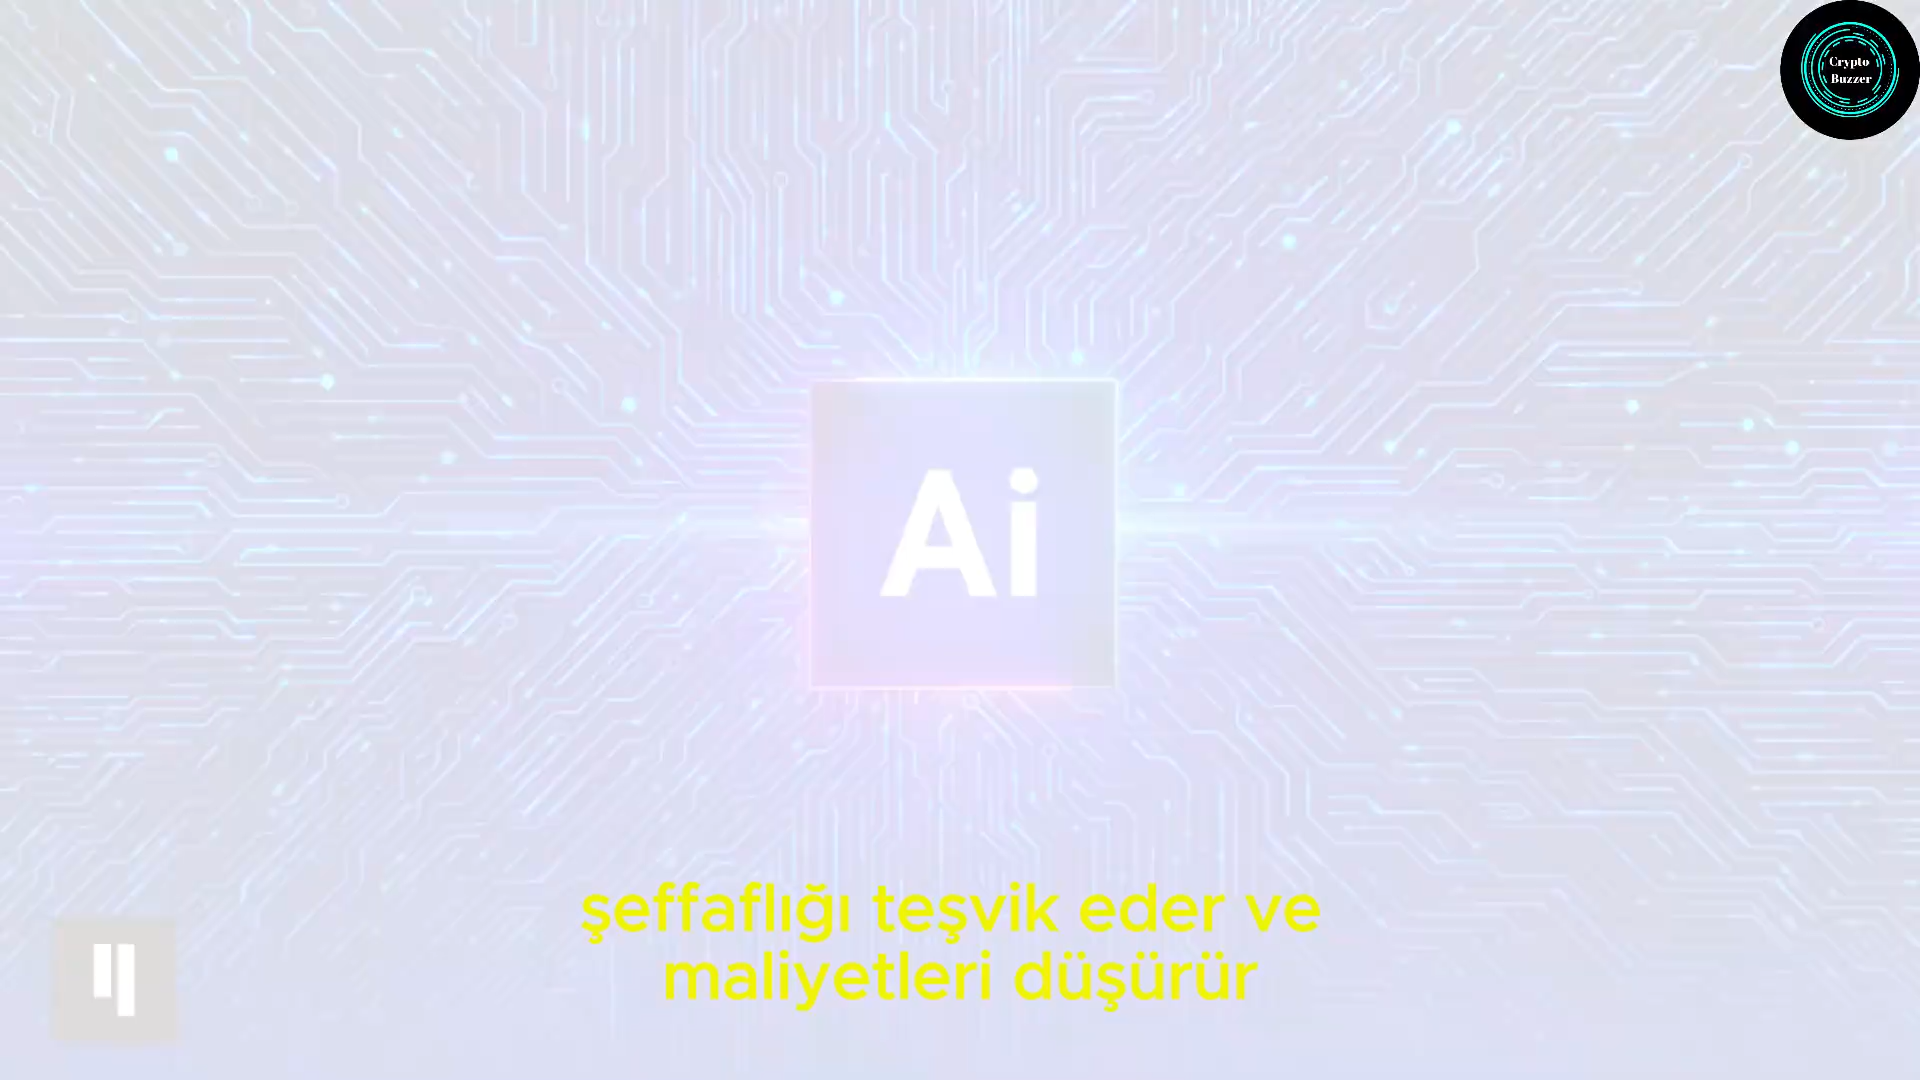 Crypto
Buzzer
Ai
şeffaflığı teşvik eder ve
maliyetleri düşürür